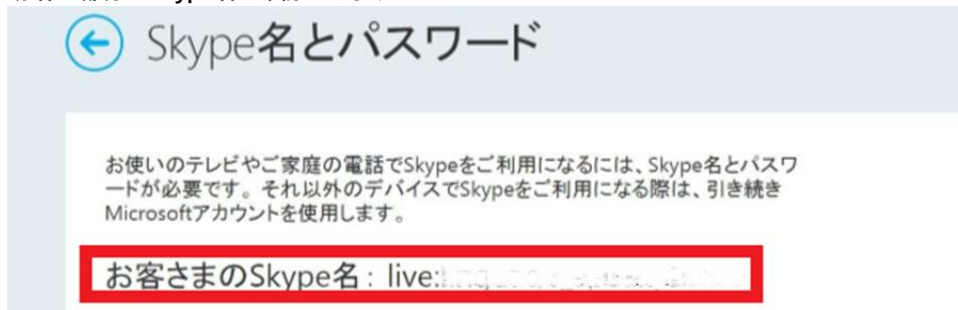 Skype名とパスワード
お使いのテレビやご家庭の電話でSkypeをご利用になるには、Skype名とパスワ
ードが必要です。それ以外のデバイスでSkypeをご利用になる際は、引き続き
Microsoftアカウントを使用します。
お客さまのSkype名： live: